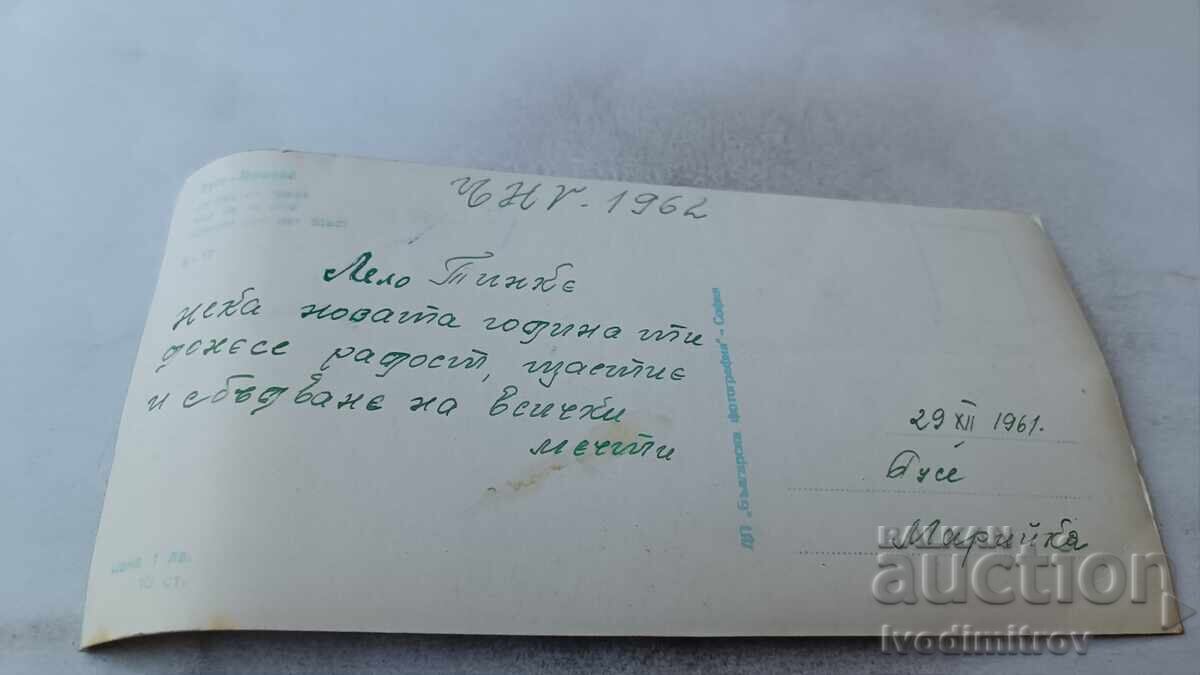 ЧНГ. 1962
Лело Тинке
нека новата година ти
донесе радост, щастие
и сбъдване на всички
мечти
ДП „Българска фотография" – София
29 XII 1961.
Марийка
BALKAN
auction
Ivodimitrov